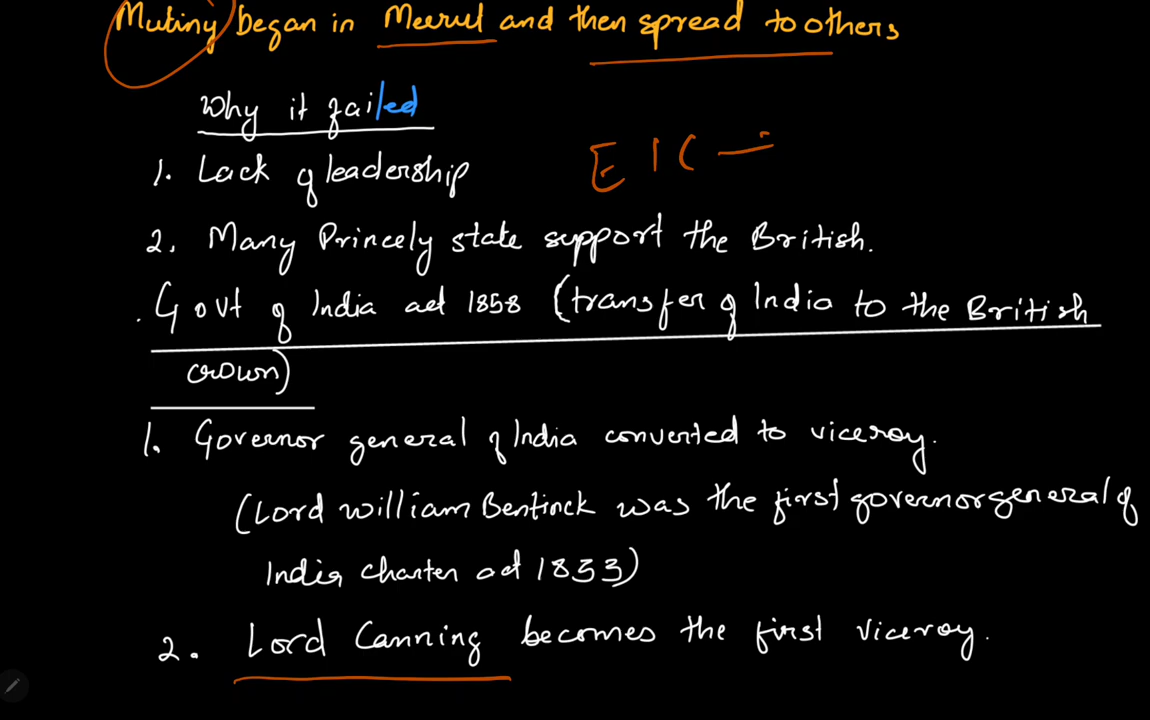 Mutiny began in Meerut and then spread to others
Why it failed
1. Lack of leadership
EIC -
2. Many Princely state support the British.
. Govt of India act 1858 (transfer of India to the British
crown)
1. Governor general of India converted to viceroy.
(Lord william Bentinck was the first governor general of
India charter act 1833)
2. Lord Canning becomes the first viceroy.